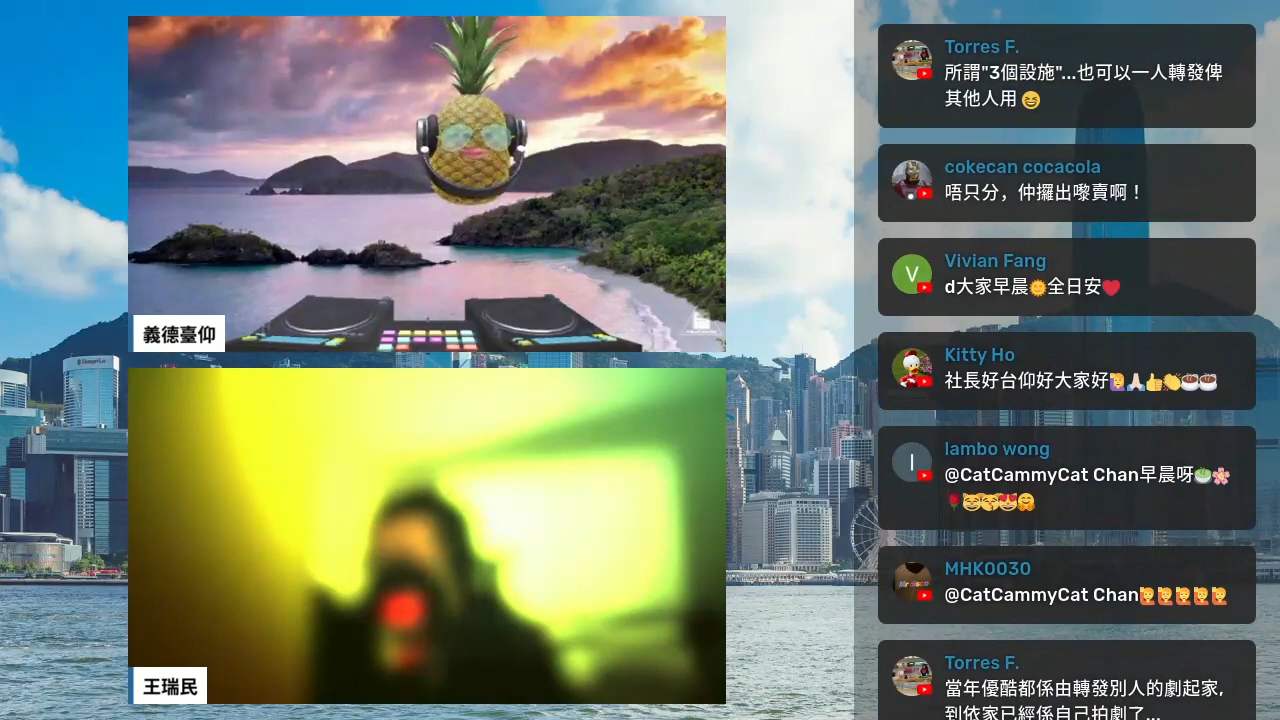 義德臺仰
王瑞民
Torres F.
所謂"3個設施"...也可以一人轉發俾
其他人用 😆
cokecan cocacola
唔只分，仲攞出嚟賣啊！
V
Vivian Fang
d大家早晨🌞全日安❤️
Kitty Ho
社長好台仰好大家好🙋🙏🏻👍👏☕☕
l
lambo wong
@CatCammyCat Chan早晨呀🍵🌸
🌹😸😽😻🤗
MHK0030
@CatCammyCat Chan🙋🙋🙋🙋🙋
Torres F.
當年優酷都係由轉發別人的劇起家,
到依家已經係自己拍劇了...